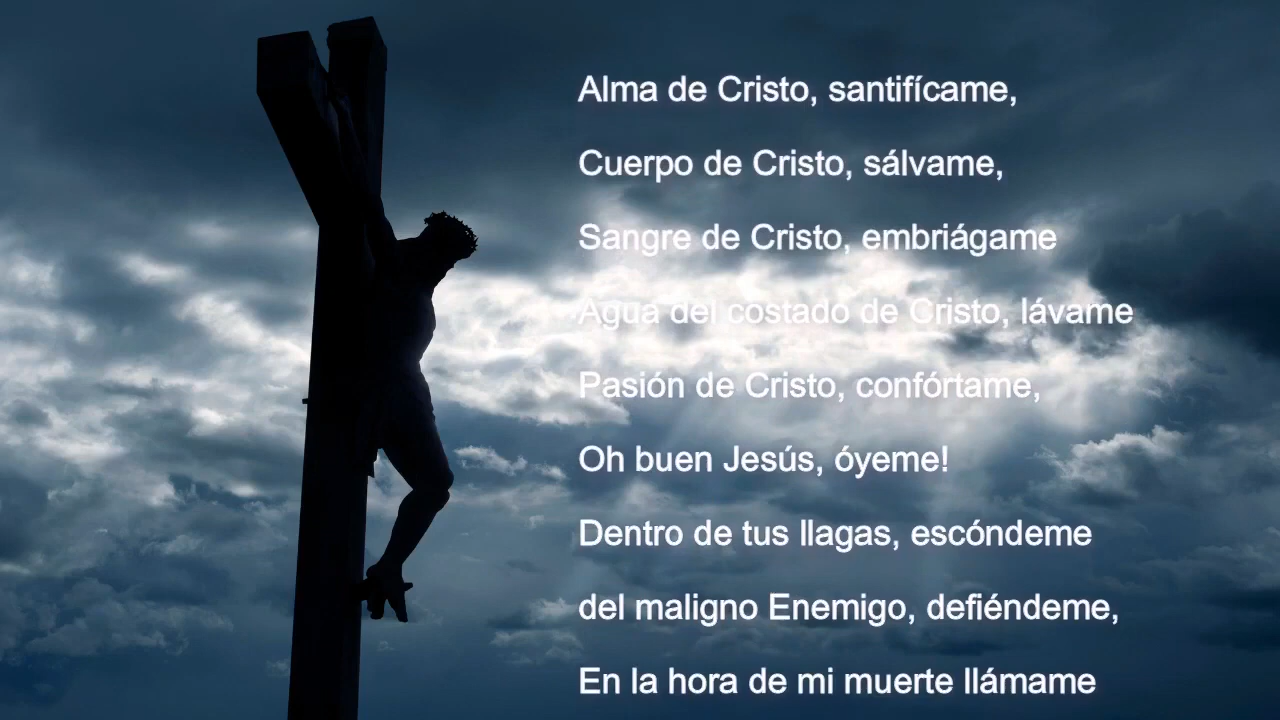 Alma de Cristo, santifícame,
Cuerpo de Cristo, sálvame,
Sangre de Cristo, embriágame
Agua del costado de Cristo, lávame
Pasión de Cristo, confórtame,
Oh buen Jesús, óyeme!
Dentro de tus llagas, escóndeme
del maligno Enemigo, defiéndeme,
En la hora de mi muerte llámame